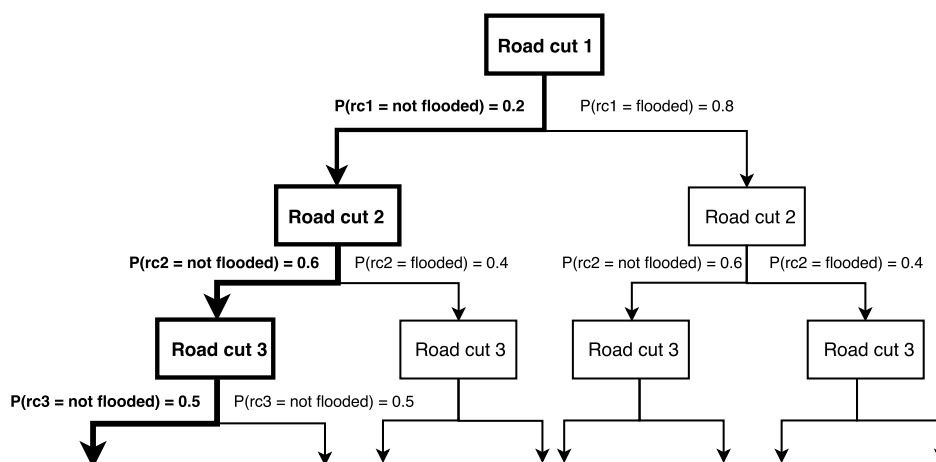 Road cut 1
P(rc1 = not flooded) = 0.2
P(rc1 = flooded) = 0.8
Road cut 2
Road cut 2
P(rc2 = not flooded) = 0.6
P(rc2 = flooded) = 0.4
P(rc2 = not flooded) = 0.6
P(rc2 = flooded) = 0.4
Road cut 3
Road cut 3
Road cut 3
Road cut 3
P(rc3 = not flooded) = 0.5
P(rc3 = not flooded) = 0.5